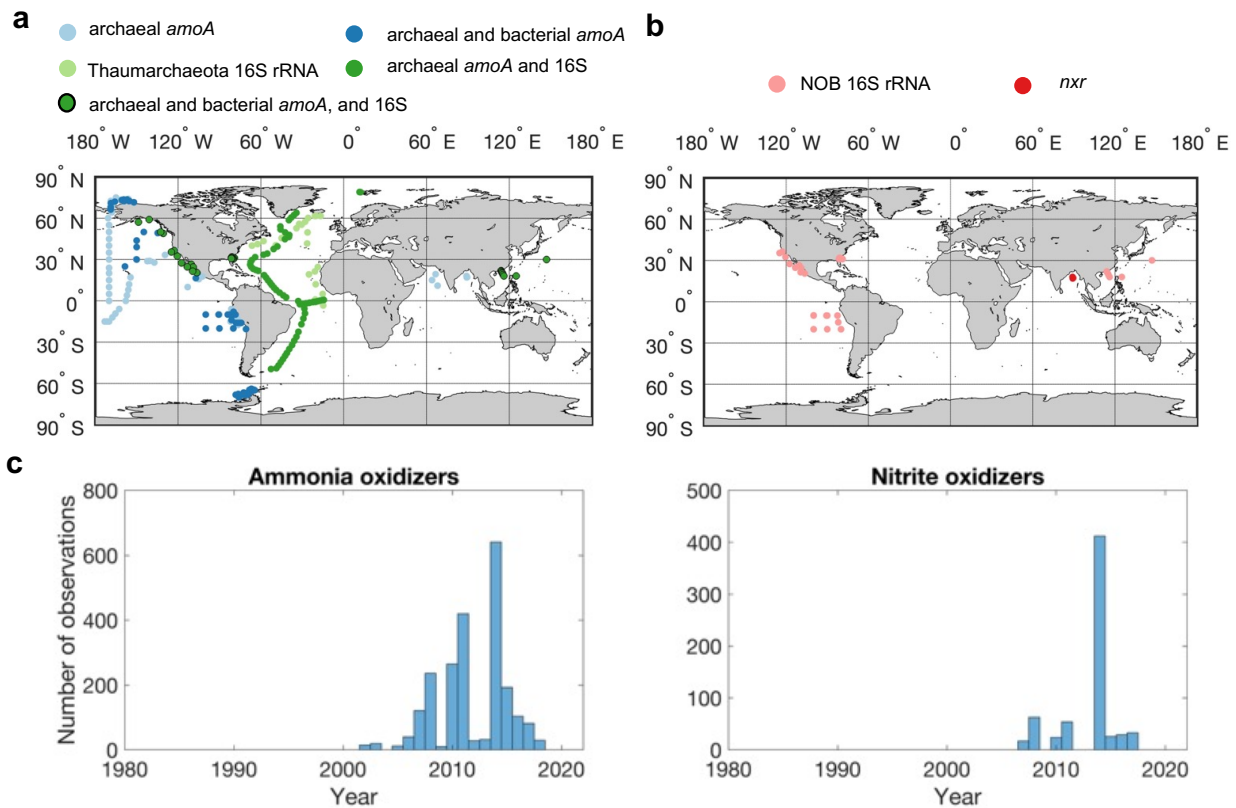 a
archaeal amoA
archaeal and bacterial amoA
Thaumarchaeota 16S rRNA
archaeal amoA and 16S
archaeal and bacterial amoA, and 16S
180° W 120° W 60° W 0° 60° E 120° E 180° E
90° N
60° N
30° N
0°
30° S
60° S
90° S
b
NOB 16S rRNA
nxr
180° W 120° W 60° W 0° 60° E 120° E 180° E
90° N
60° N
30° N
0°
30° S
60° S
90° S
c
Ammonia oxidizers
Number of observations
800
600
400
200
0
1980 1990 2000 2010 2020
Year
Nitrite oxidizers
500
400
300
200
100
0
1980 1990 2000 2010 2020
Year